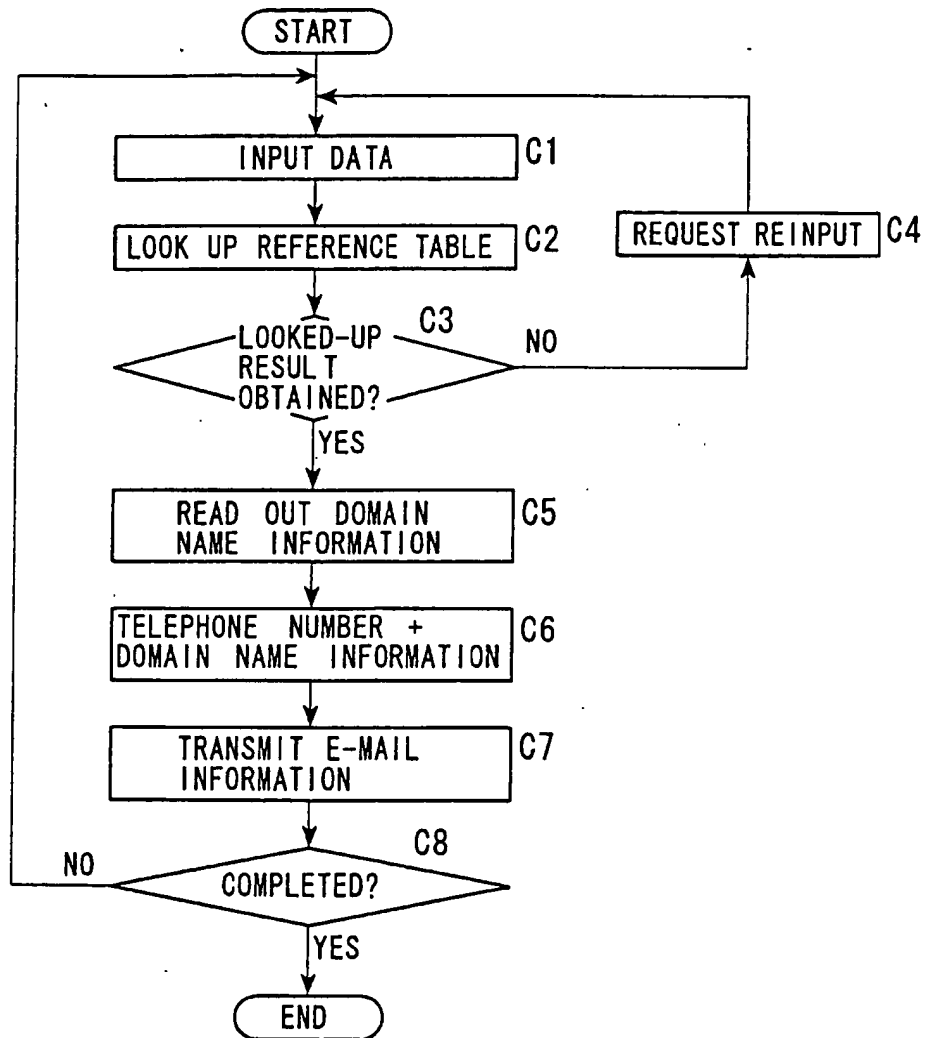 START
INPUT DATA
C1
LOOK UP REFERENCE TABLE
C2
REQUEST REINPUT
C4
C3
LOOKED-UP
RESULT
OBTAINED?
NO
YES
READ OUT DOMAIN
NAME INFORMATION
C5
TELEPHONE NUMBER +
DOMAIN NAME INFORMATION
C6
TRANSMIT E-MAIL
INFORMATION
C7
C8
NO
COMPLETED?
YES
END